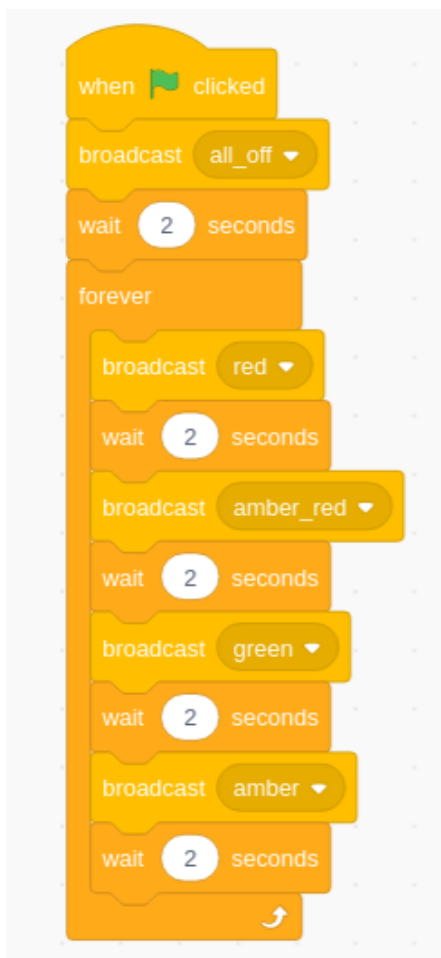 when clicked
broadcast all_off
wait 2 seconds
forever
broadcast red
wait 2 seconds
broadcast amber_red
wait 2 seconds
broadcast green
wait 2 seconds
broadcast amber
wait 2 seconds